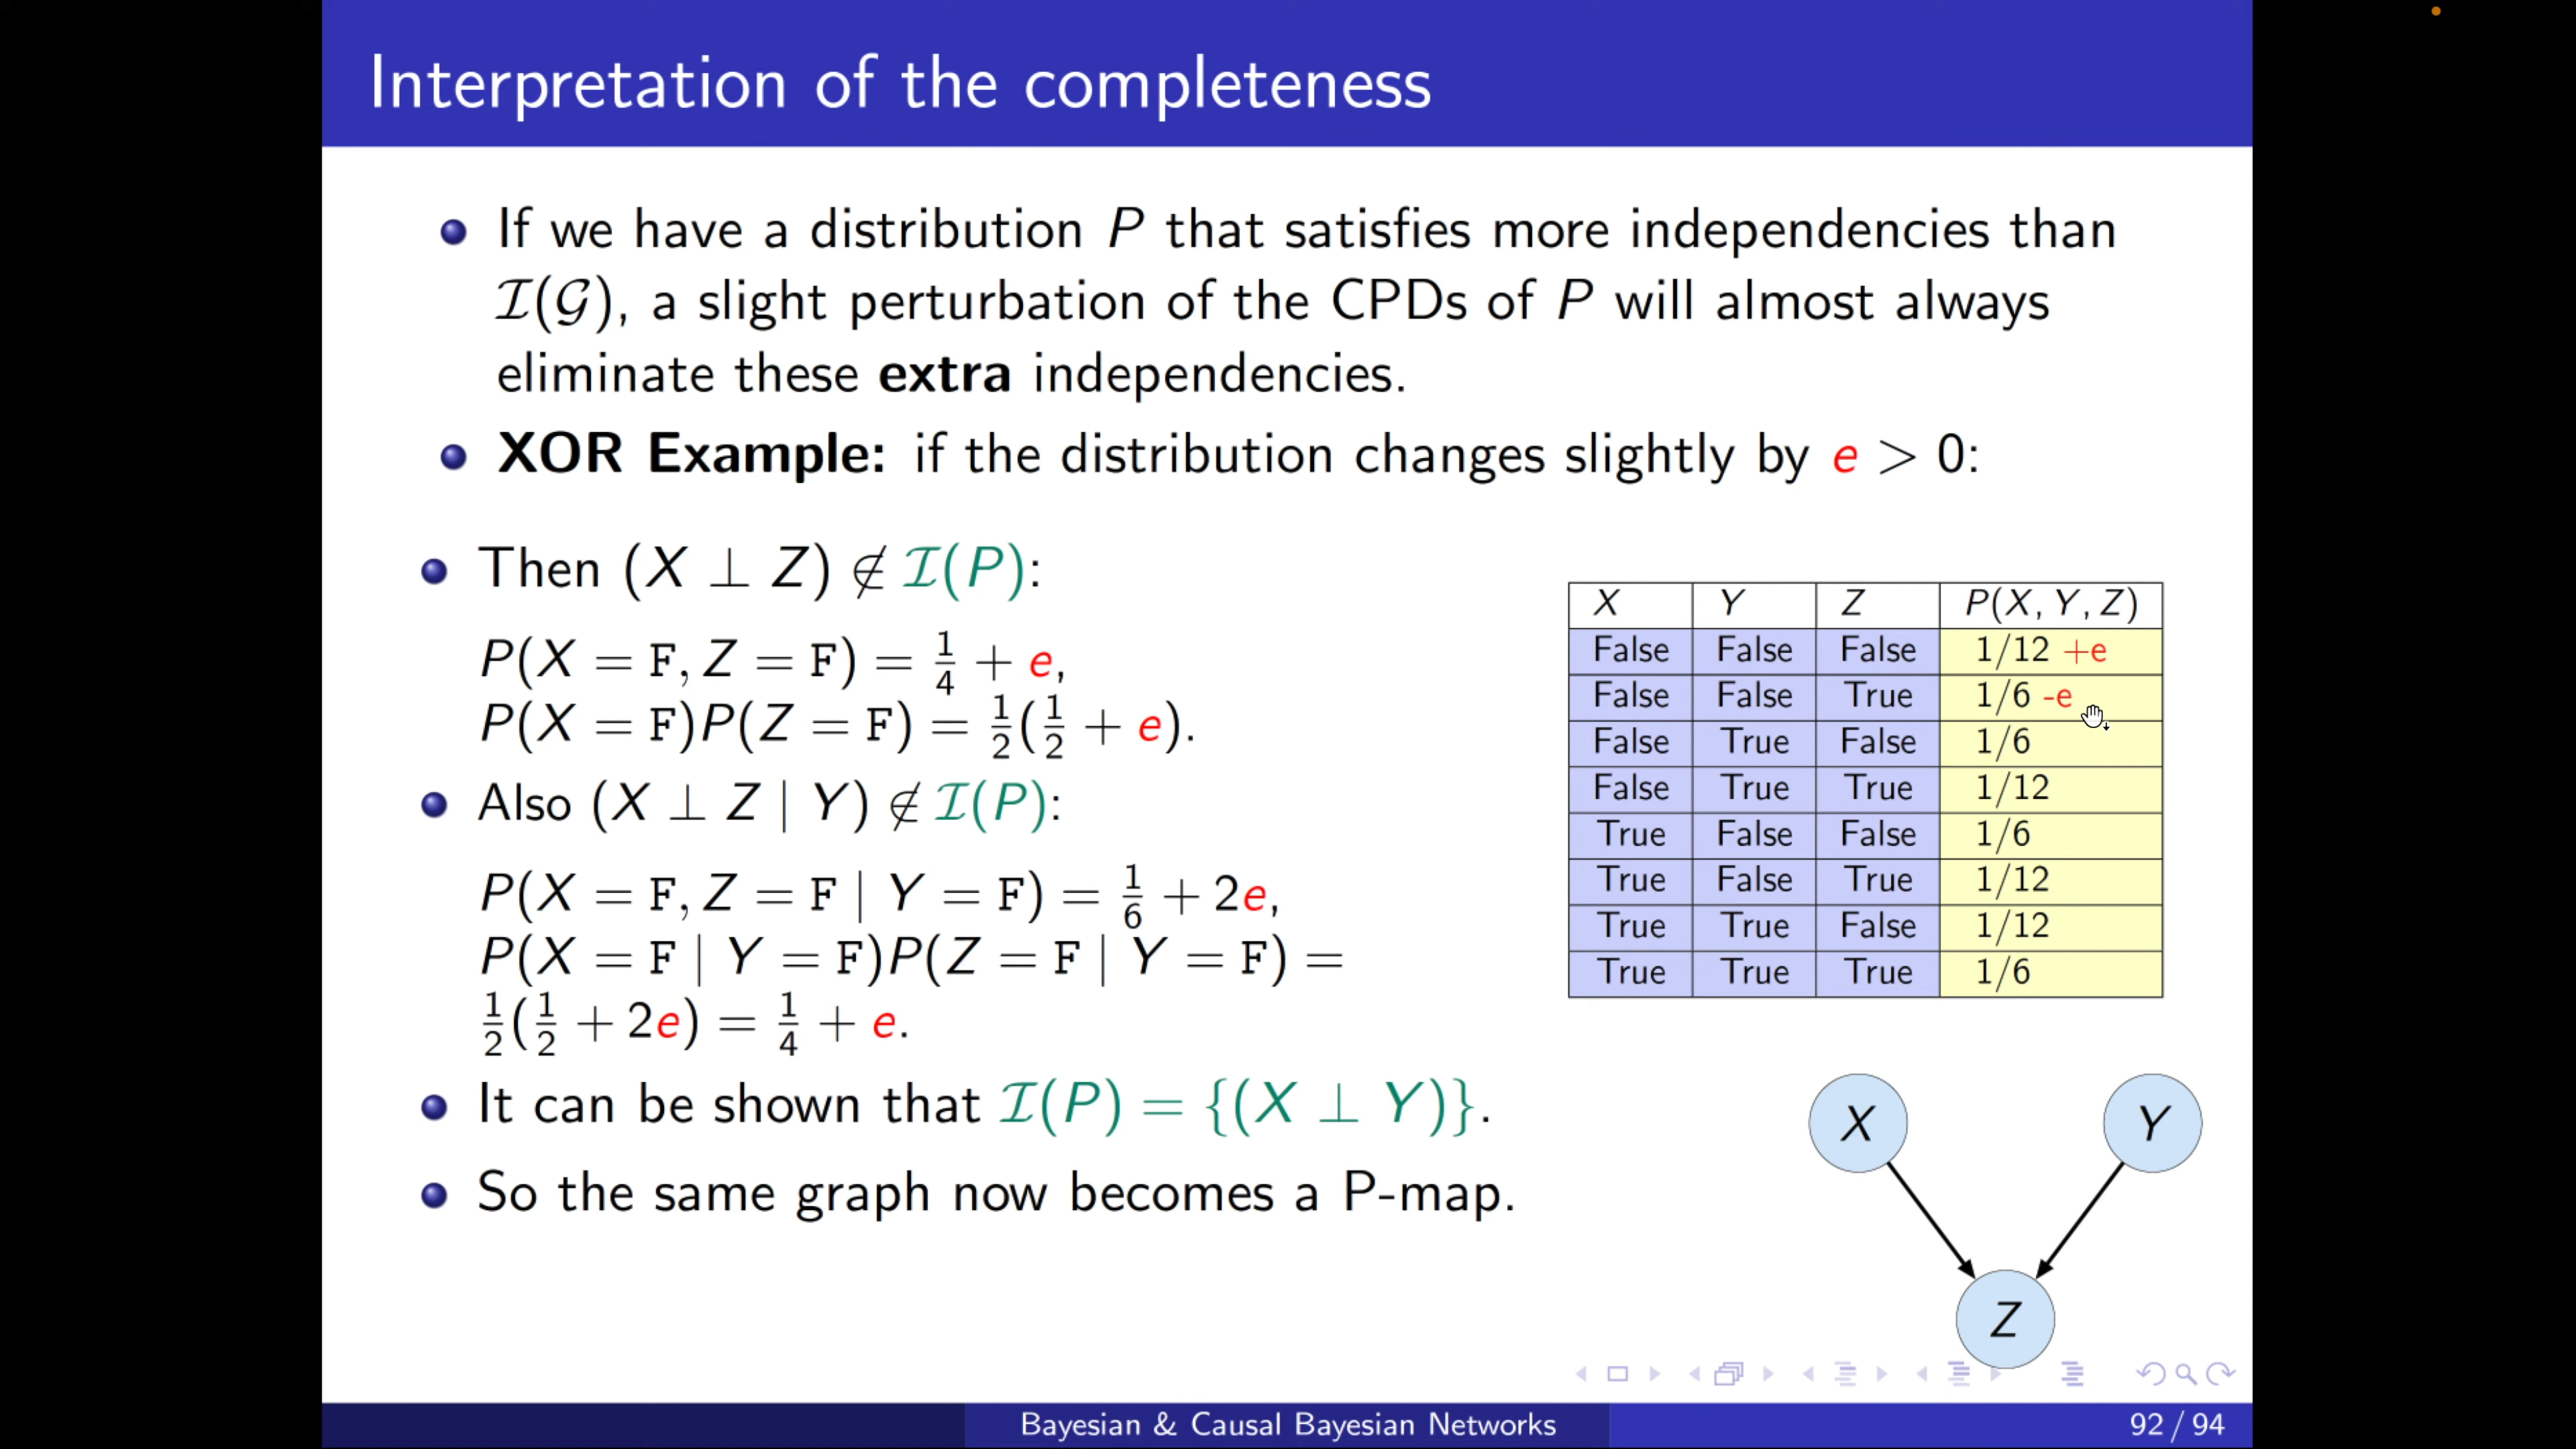 Interpretation of the completeness
If we have a distribution P that satisfies more independencies than
I(G), a slight perturbation of the CPDs of P will almost always
eliminate these extra independencies.
XOR Example: if the distribution changes slightly by e > 0:
Then (X ⊥ Z) ∉ I(P):
P(X = F, Z = F) = 1/4 + e,
P(X = F)P(Z = F) = 1/2(1/2 + e).
Also (X ⊥ Z | Y) ∉ I(P):
P(X = F, Z = F | Y = F) = 1/6 + 2e,
P(X = F | Y = F)P(Z = F | Y = F) =
1/2(1/2 + 2e) = 1/4 + e.
It can be shown that I(P) = {(X ⊥ Y)}.
So the same graph now becomes a P-map.
X Y Z P(X, Y, Z)
False False False 1/12 +e
False False True 1/6 -e
False True False 1/6
False True True 1/12
True False False 1/6
True False True 1/12
True True False 1/12
True True True 1/6
X Y
Z
Bayesian & Causal Bayesian Networks 92 / 94